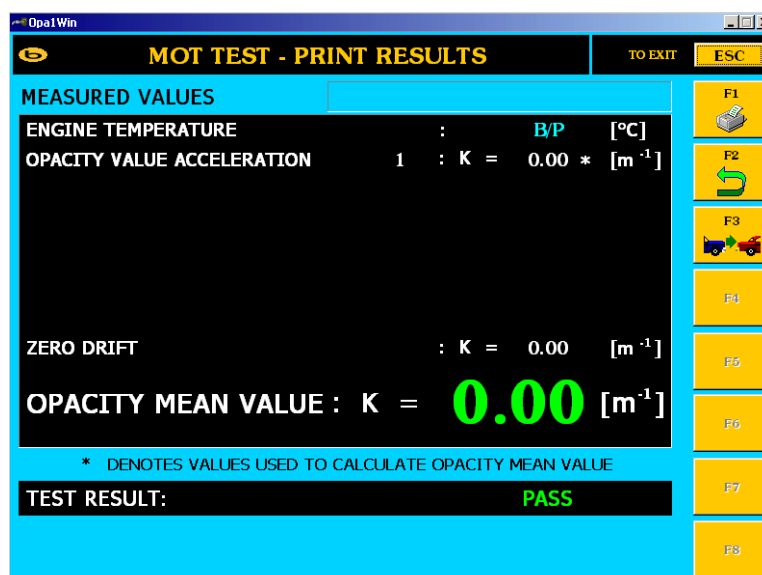 Opa1Win
MOT TEST - PRINT RESULTS TO EXIT ESC
MEASURED VALUES
ENGINE TEMPERATURE : B/P [°C]
OPACITY VALUE ACCELERATION 1 : K = 0.00 * [m⁻¹]
ZERO DRIFT : K = 0.00 [m⁻¹]
OPACITY MEAN VALUE : K = 0.00 [m⁻¹]
* DENOTES VALUES USED TO CALCULATE OPACITY MEAN VALUE
TEST RESULT: PASS
F1
F2
F3
F4
F5
F6
F7
F8